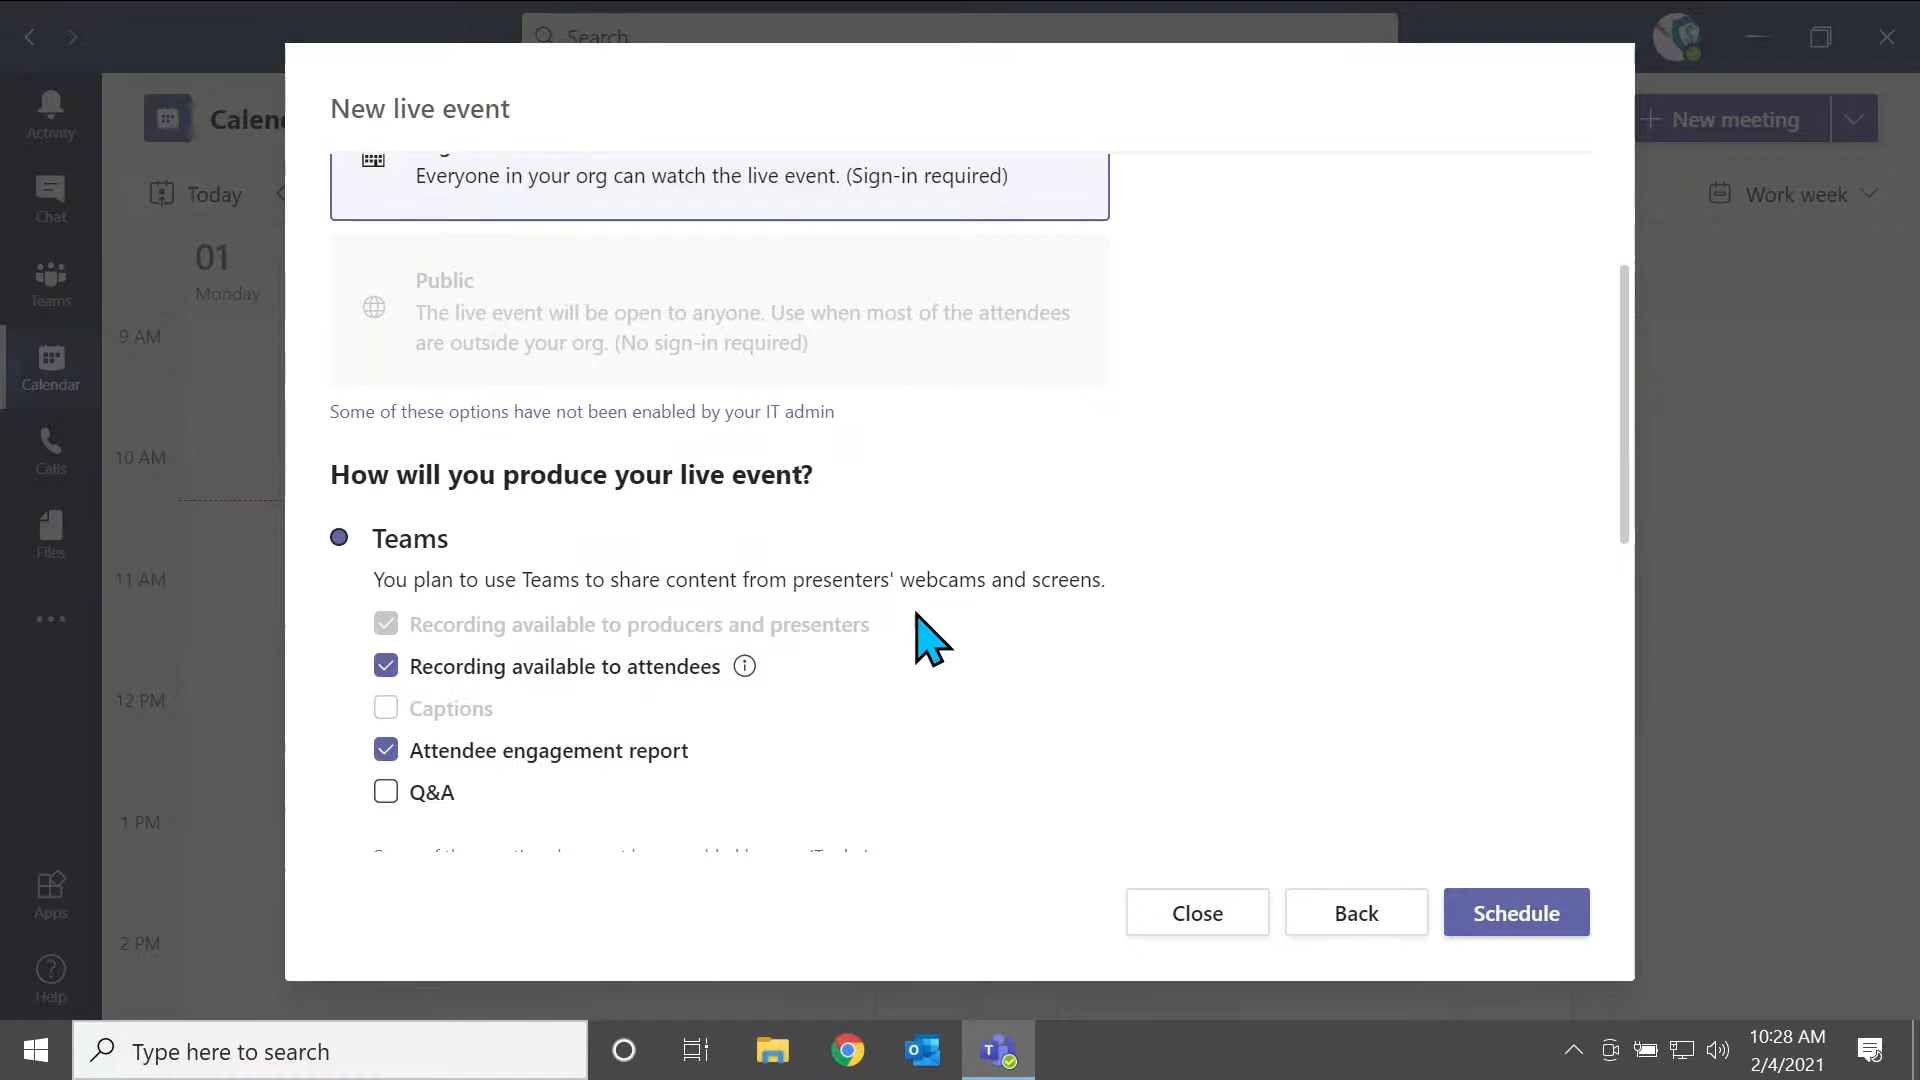 Search
Activity
Chat
Teams
Calendar
Calls
Files
Apps
Help
Calen
New meeting
Today
Work week
01
Monday
9 AM
10 AM
11 AM
12 PM
1 PM
2 PM
New live event
Everyone in your org can watch the live event. (Sign-in required)
Public
The live event will be open to anyone. Use when most of the attendees
are outside your org. (No sign-in required)
Some of these options have not been enabled by your IT admin
How will you produce your live event?
Teams
You plan to use Teams to share content from presenters' webcams and screens.
Recording available to producers and presenters
Recording available to attendees
Captions
Attendee engagement report
Q&A
Close
Back
Schedule
Type here to search
10:28 AM
2/4/2021